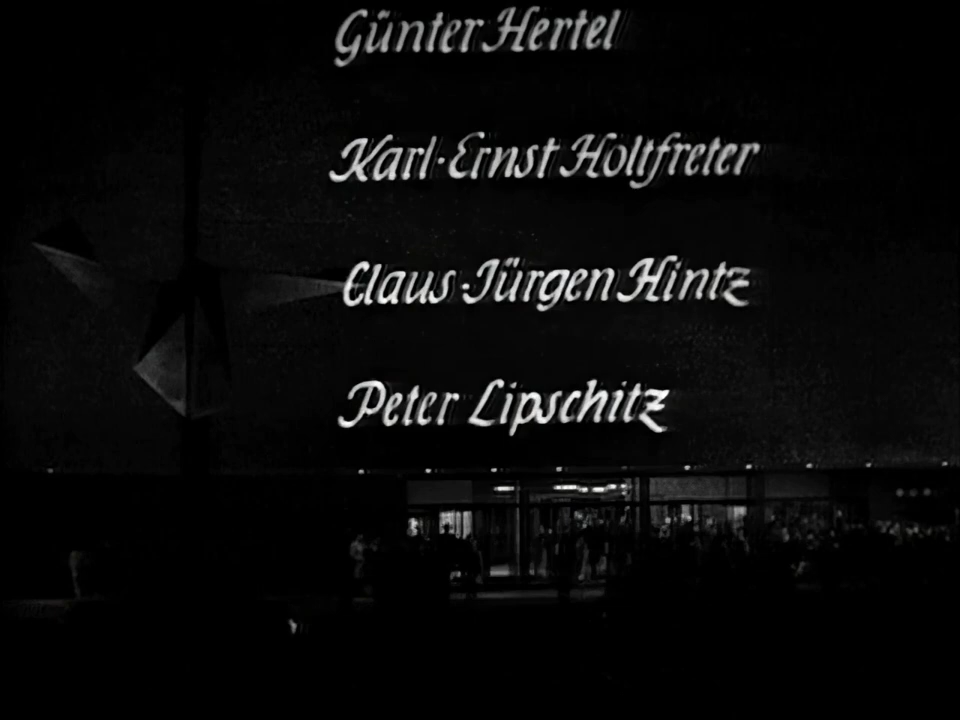 Günter Hertel
Karl-Ernst Holtfreter
Claus-Jürgen Hintz
Peter Lipschitz